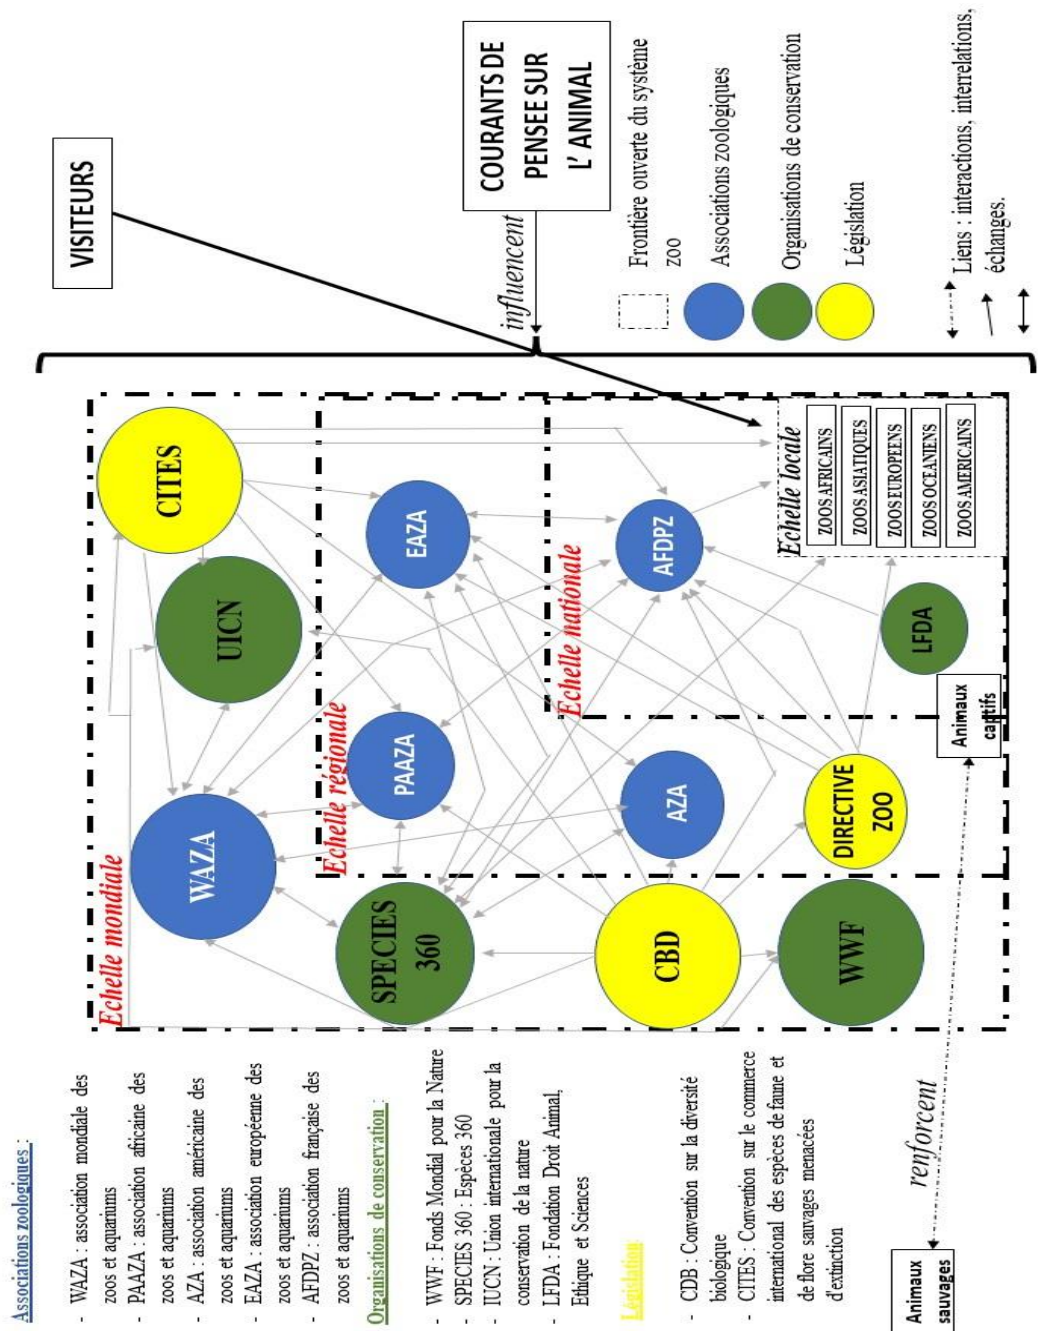 Associations zoologiques :
- WAZA : association mondiale des
zoos et aquariums
- PAAZA : association africaine des
zoos et aquariums
- AZA : association américaine des
zoos et aquariums
- EAZA : association européenne des
zoos et aquariums
- AFDPZ : association française des
zoos et aquariums
Organisations de conservation :
- WWF : Fonds Mondial pour la Nature
- SPECIES 360 : Espèces 360
- IUCN : Union internationale pour la
conservation de la nature
- LFDA : Fondation Droit Animal,
Ethique et Sciences
Législation
- CDB : Convention sur la diversité
biologique
- CITES : Convention sur le commerce
international des espèces de faune et
de flore sauvages menacées
d'extinction
Animaux
sauvages
renforcent
Animaux
captifs
Echelle mondiale
WAZA
UICN
CITES
SPECIES
360
CBD
WWF
Echelle régionale
PAAZA
EAZA
AZA
DIRECTIVE
ZOO
Echelle nationale
AFDPZ
LFDA
Echelle locale
ZOOS AFRICAINS
ZOOS ASIATIQUES
ZOOS EUROPEENS
ZOOS OCEANIENS
ZOOS AMERICAINS
VISITEURS
influencent
COURANTS DE
PENSEE SUR
L' ANIMAL
Frontière ouverte du système
zoo
Associations zoologiques
Organisations de conservation
Législation
Liens : interactions, interrelations,
échanges.